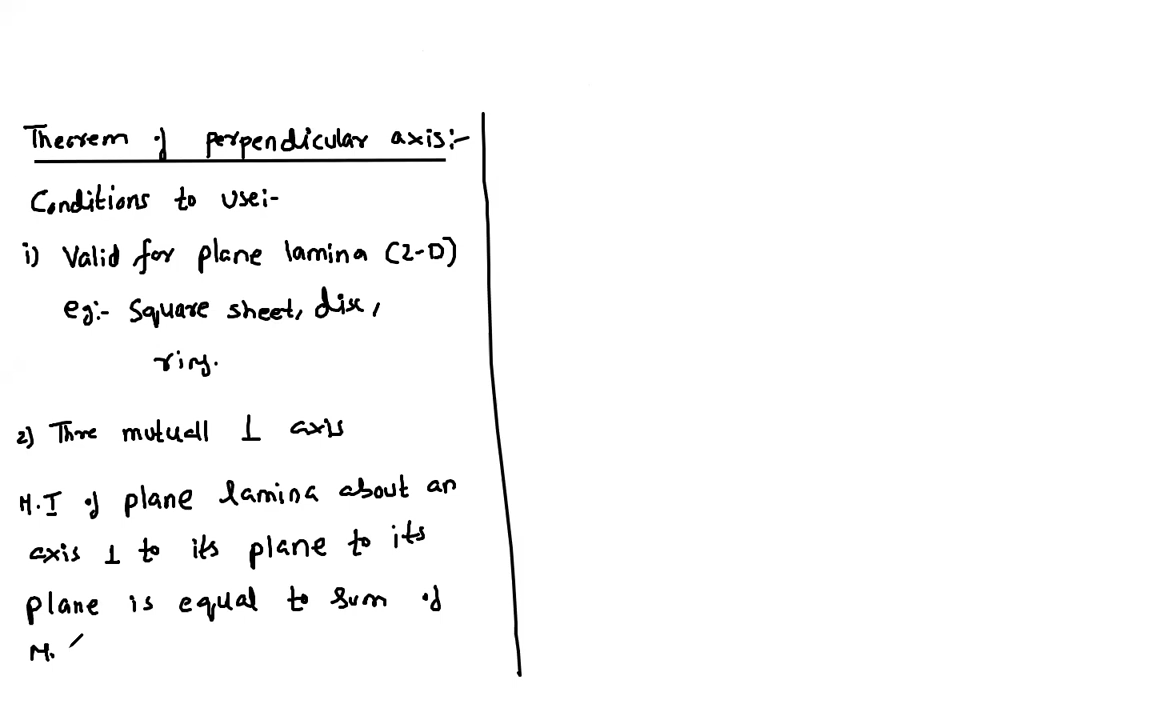 Theorem of perpendicular axis:-
Conditions to use:-
i) Valid for plane lamina (2-D)
eg:- Square sheet, disc,
ring.
2) Three mutuall ⊥ axis
M.I of plane lamina about an
axis ⊥ to its plane to its
plane is equal to sum of
M.